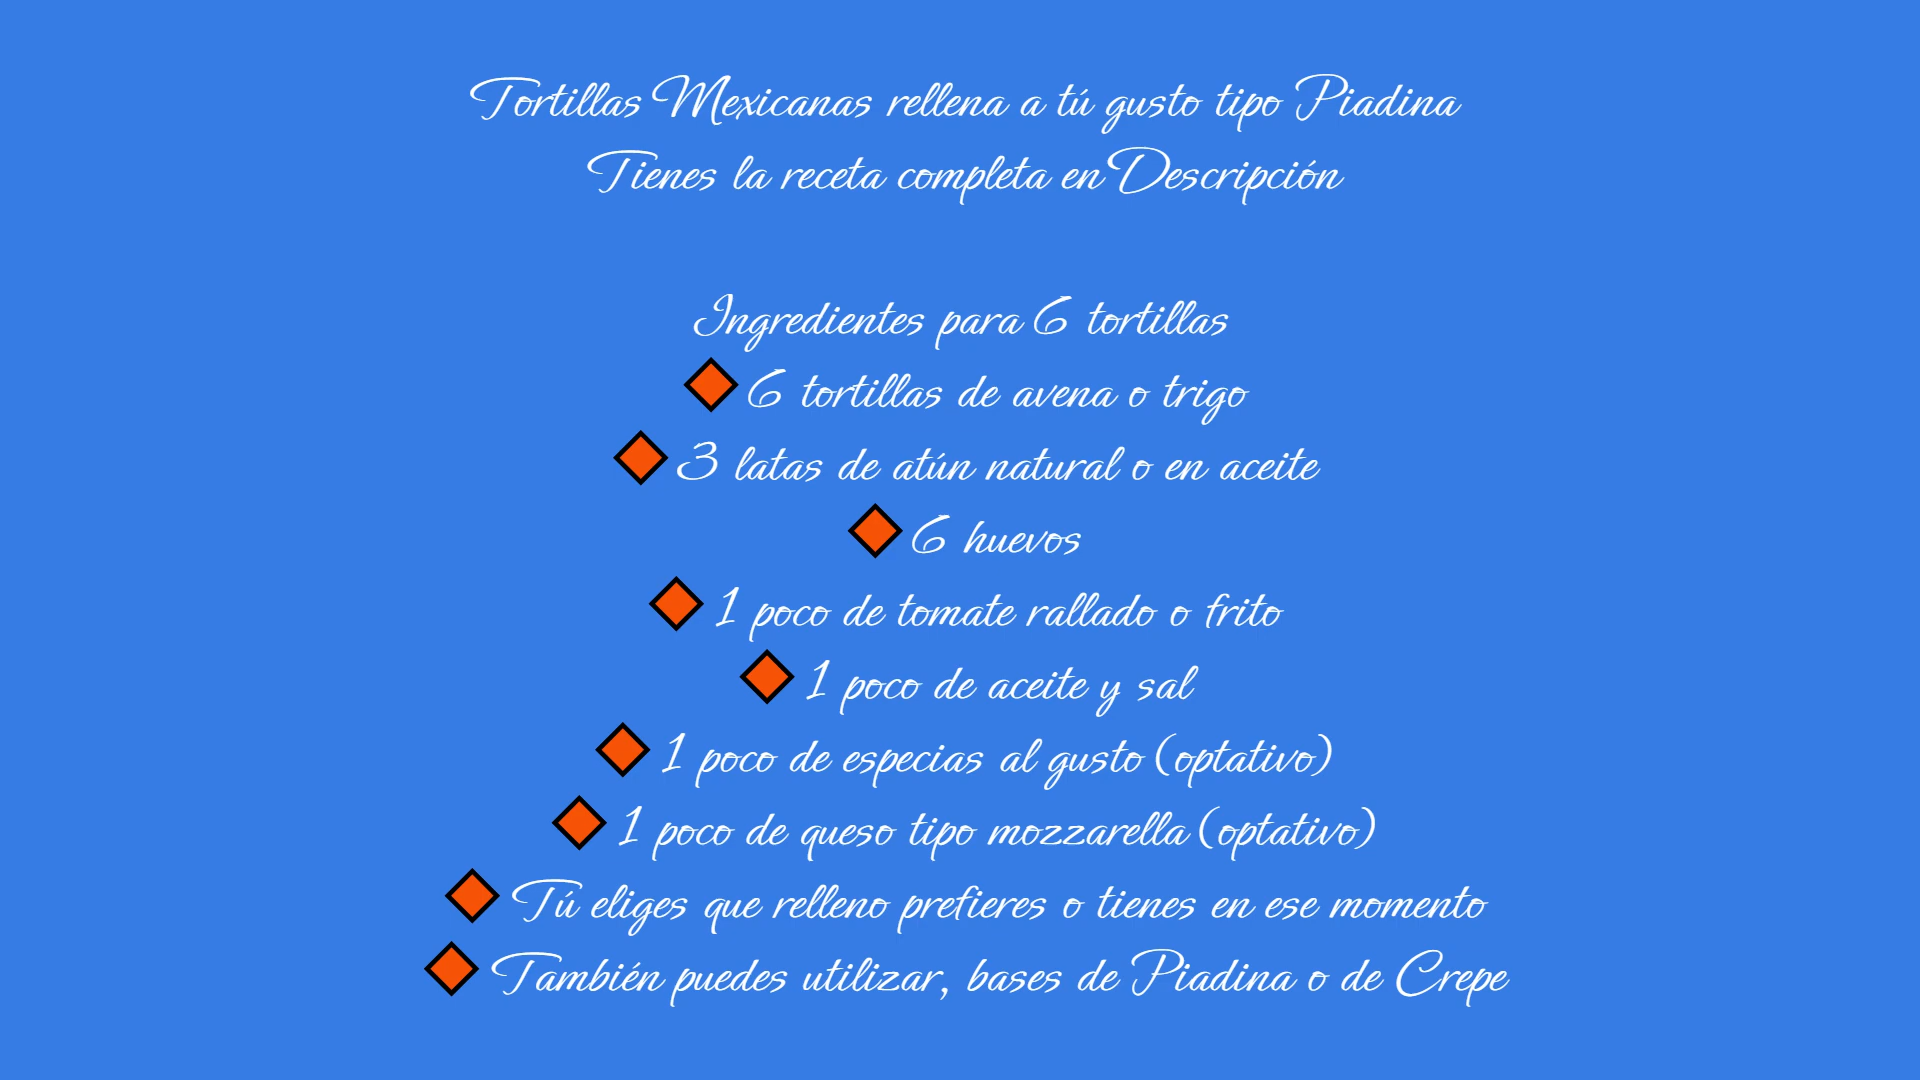 Tortillas Mexicanas rellena a tú gusto tipo Piadina
Tienes la receta completa en Descripción
Ingredientes para 6 tortillas
🔶 6 tortillas de avena o trigo
🔶 3 latas de atún natural o en aceite
🔶 6 huevos
🔶 1 poco de tomate rallado o frito
🔶 1 poco de aceite y sal
🔶 1 poco de especias al gusto (optativo)
🔶 1 poco de queso tipo mozzarella (optativo)
🔶 Tú eliges que relleno prefieres o tienes en ese momento
🔶 También puedes utilizar, bases de Piadina o de Crepe